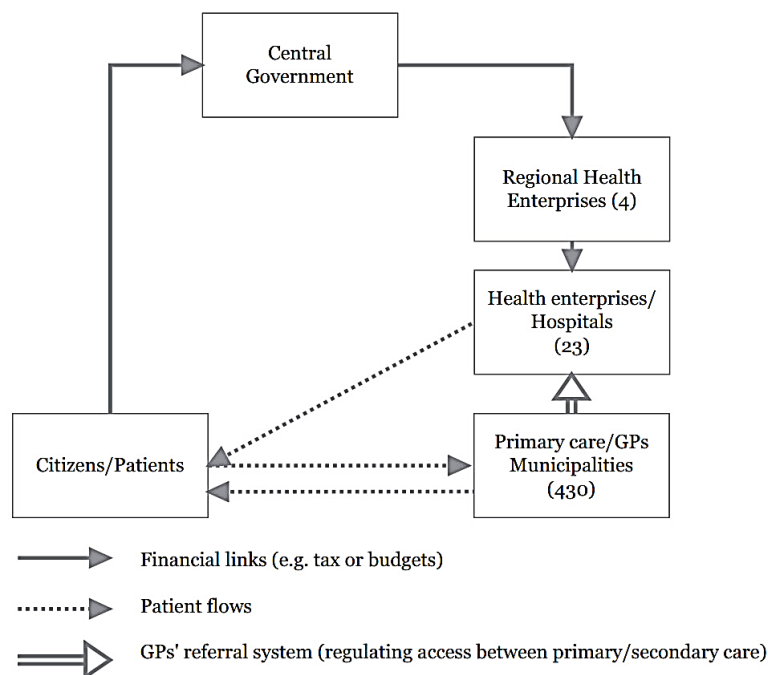 Central
Government
Regional Health
Enterprises (4)
Health enterprises/
Hospitals
(23)
Citizens/Patients
Primary care/GPs
Municipalities
(430)
Financial links (e.g. tax or budgets)
Patient flows
GPs' referral system (regulating access between primary/secondary care)